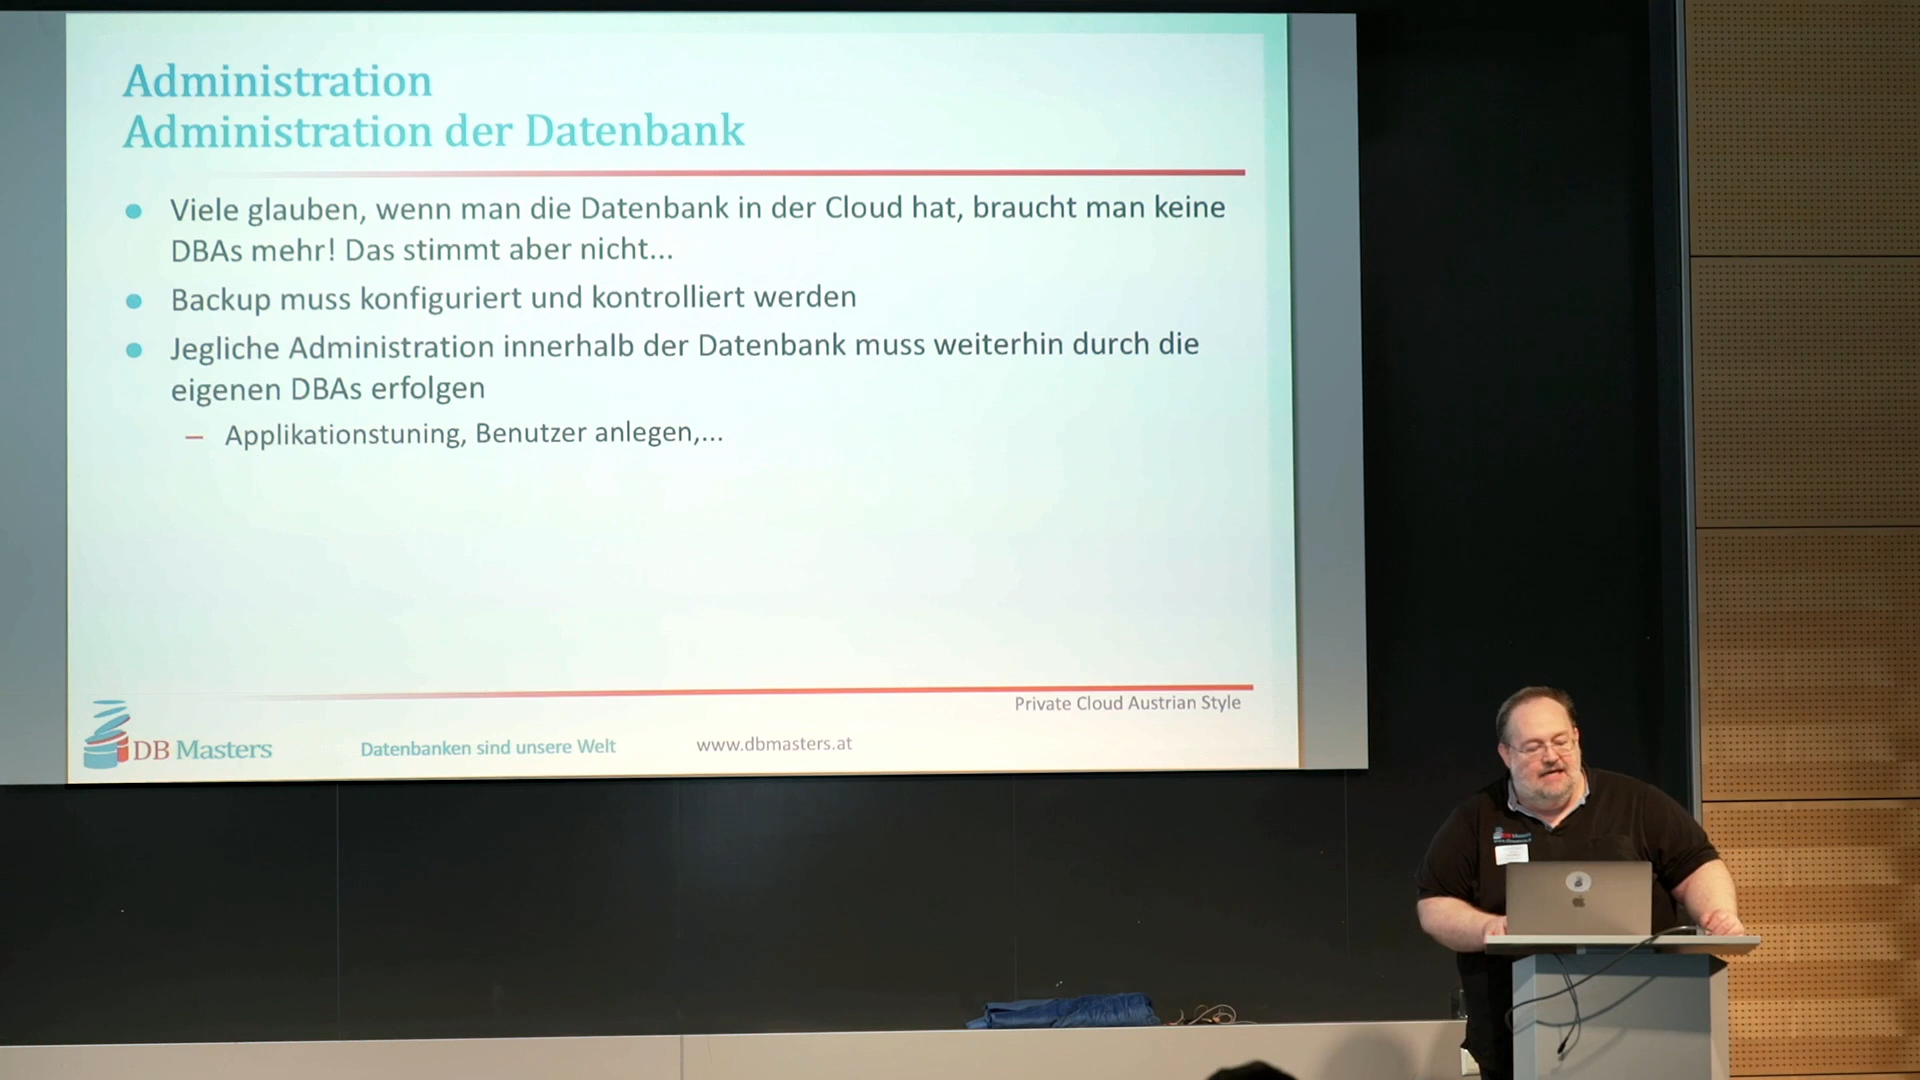 Administration
Administration der Datenbank
Viele glauben, wenn man die Datenbank in der Cloud hat, braucht man keine
DBAs mehr! Das stimmt aber nicht...
Backup muss konfiguriert und kontrolliert werden
Jegliche Administration innerhalb der Datenbank muss weiterhin durch die
eigenen DBAs erfolgen
– Applikationstuning, Benutzer anlegen,...
Private Cloud Austrian Style
DB Masters
Datenbanken sind unsere Welt
www.dbmasters.at